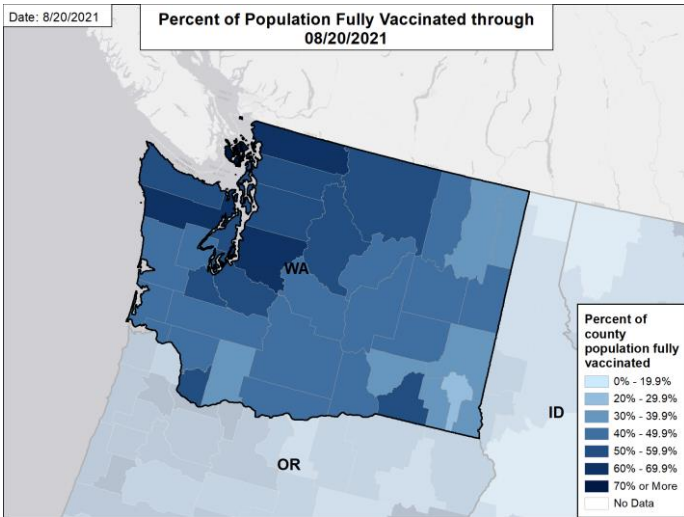 Date: 8/20/2021
Percent of Population Fully Vaccinated through
08/20/2021
WA
ID
OR
Percent of
county
population fully
vaccinated
0% - 19.9%
20% - 29.9%
30% - 39.9%
40% - 49.9%
50% - 59.9%
60% - 69.9%
70% or More
No Data